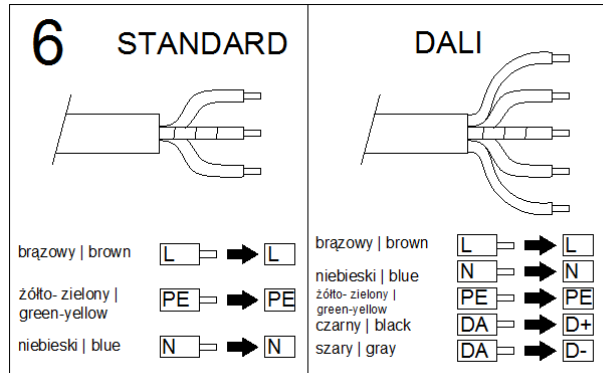 6 STANDARD
brązowy | brown L L
żółto- zielony |
green-yellow PE PE
niebieski | blue N N
DALI
brązowy | brown L L
niebieski | blue N N
żółto- zielony |
green-yellow PE PE
czarny | black DA D+
szary | gray DA D-